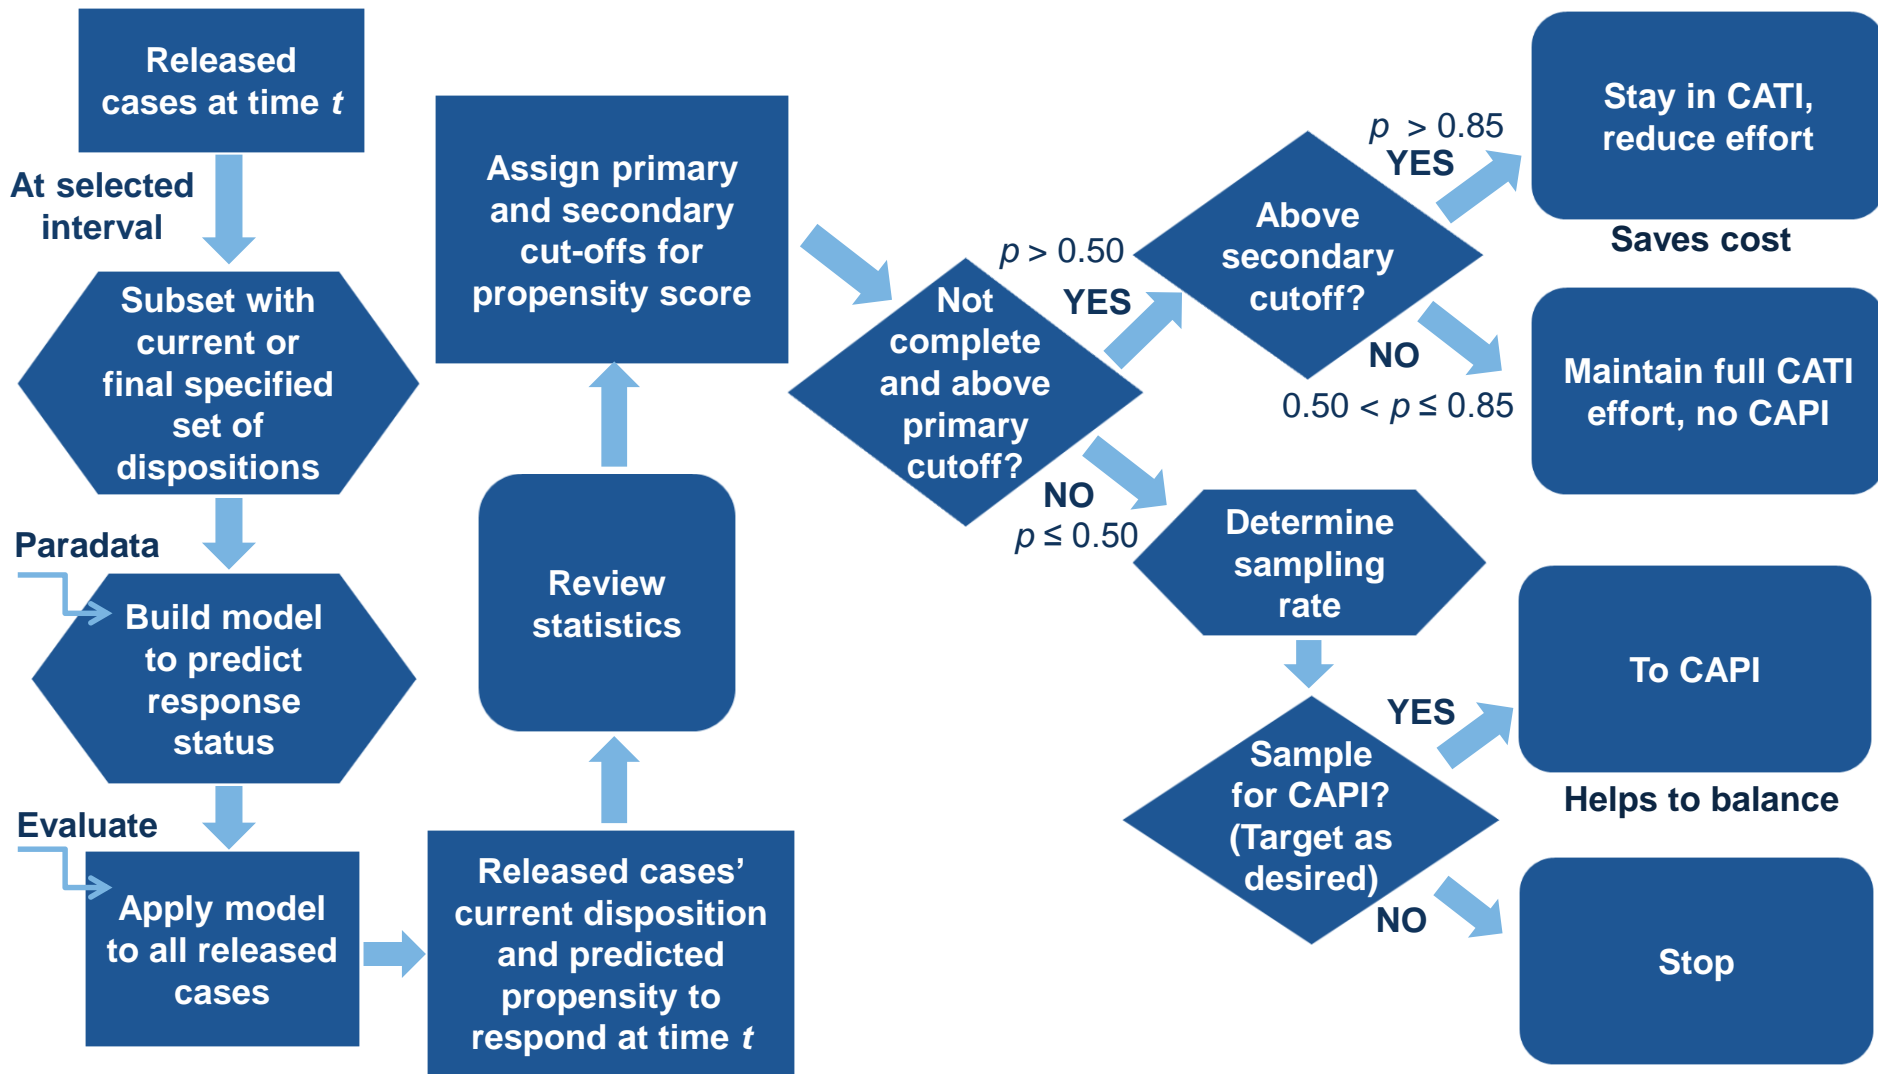 Released
cases at time t
At selected
interval
Subset with
current or
final specified
set of
dispositions
Paradata
Build model
to predict
response
status
Evaluate
Apply model
to all released
cases
Released cases’
current disposition
and predicted
propensity to
respond at time t
Review
statistics
Assign primary
and secondary
cut-offs for
propensity score
Not
complete
and above
primary
cutoff?
p > 0.50
YES
Above
secondary
cutoff?
p > 0.85
YES
Stay in CATI,
reduce effort
Saves cost
NO
0.50 < p ≤ 0.85
Maintain full CATI
effort, no CAPI
NO
p ≤ 0.50
Determine
sampling
rate
Sample
for CAPI?
(Target as
desired)
YES
To CAPI
Helps to balance
NO
Stop